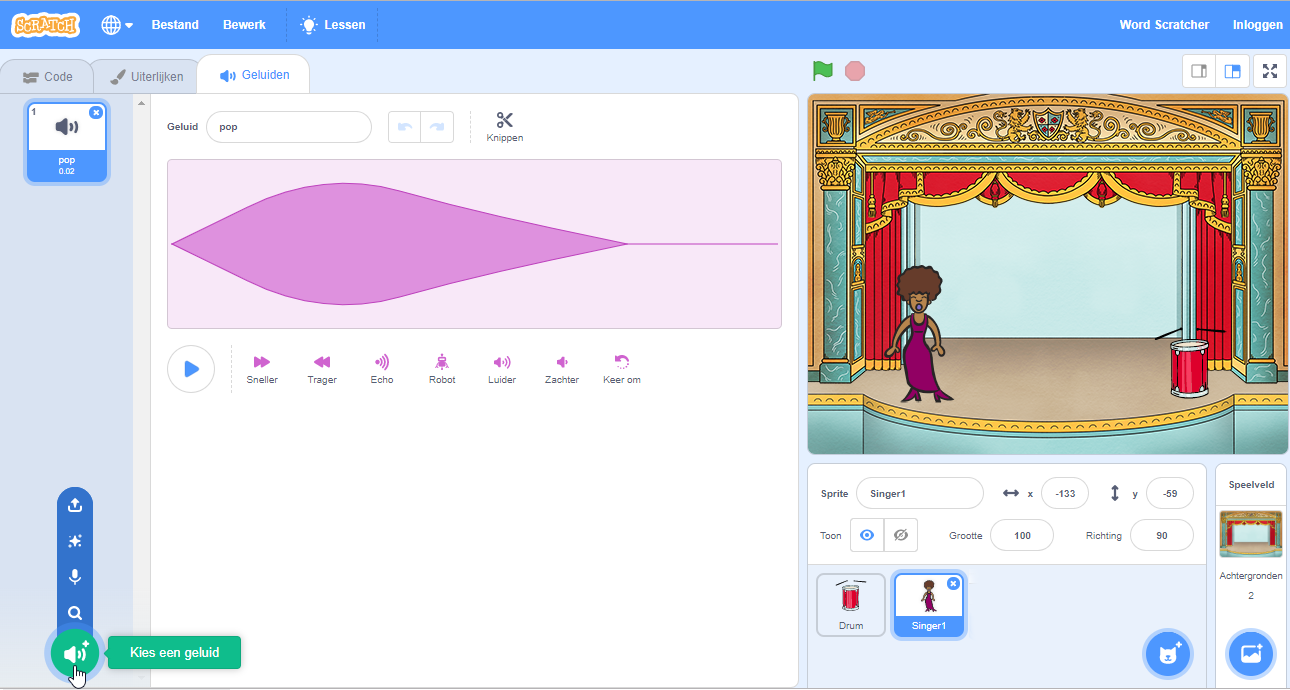 SCRATCH Bestand Bewerk Lessen Word Scratcher Inloggen
Code Uiterlijken Geluiden
1
pop
0.02
Geluid pop Knippen
Sneller Trager Echo Robot Luider Zachter Keer om
Kies een geluid
Sprite Singer1 x -133 y -59
Toon Grootte 100 Richting 90
Drum Singer1
Speelveld
Achtergronden
2